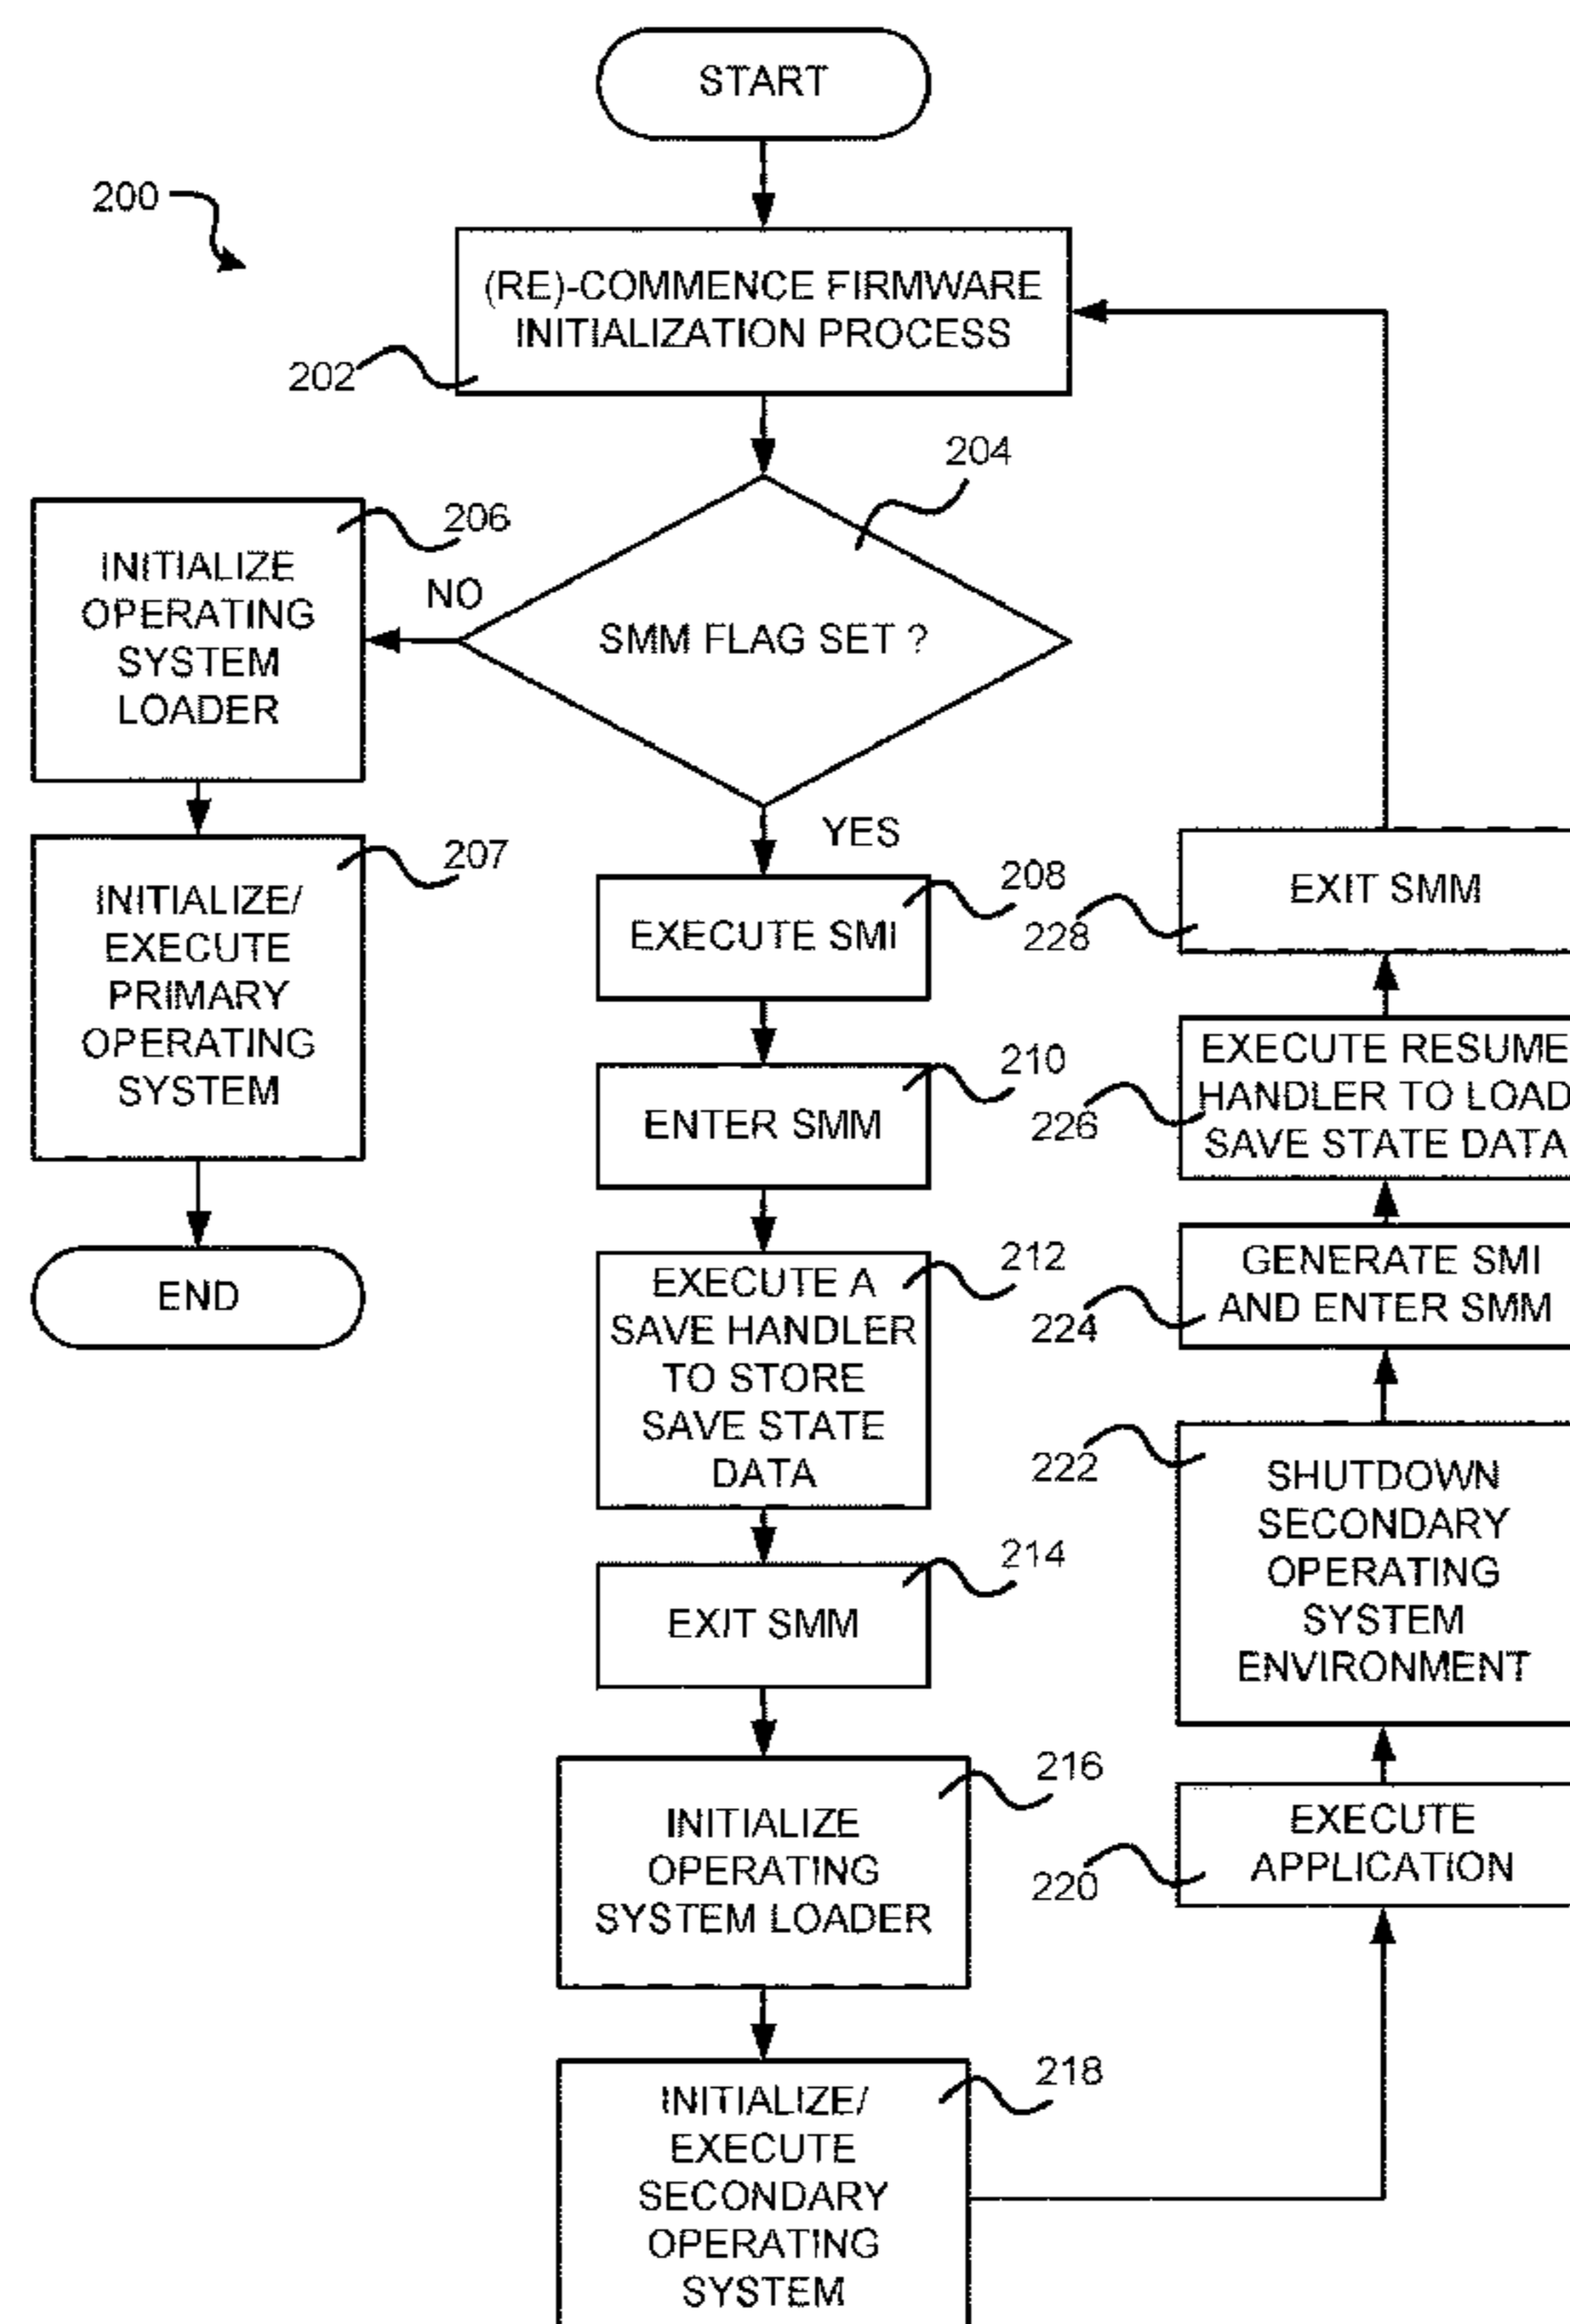 START
200
(RE)-COMMENCE FIRMWARE
INITIALIZATION PROCESS
202
204
SMM FLAG SET ?
NO
YES
206
INITIALIZE
OPERATING
SYSTEM
LOADER
207
INITIALIZE/
EXECUTE
PRIMARY
OPERATING
SYSTEM
END
208
EXECUTE SMI
210
ENTER SMM
212
EXECUTE A
SAVE HANDLER
TO STORE
SAVE STATE
DATA
214
EXIT SMM
216
INITIALIZE
OPERATING
SYSTEM LOADER
218
INITIALIZE/
EXECUTE
SECONDARY
OPERATING
SYSTEM
EXECUTE
APPLICATION
220
222
SHUTDOWN
SECONDARY
OPERATING
SYSTEM
ENVIRONMENT
GENERATE SMI
AND ENTER SMM
224
EXECUTE RESUME
HANDLER TO LOAD
SAVE STATE DATA
226
EXIT SMM
228